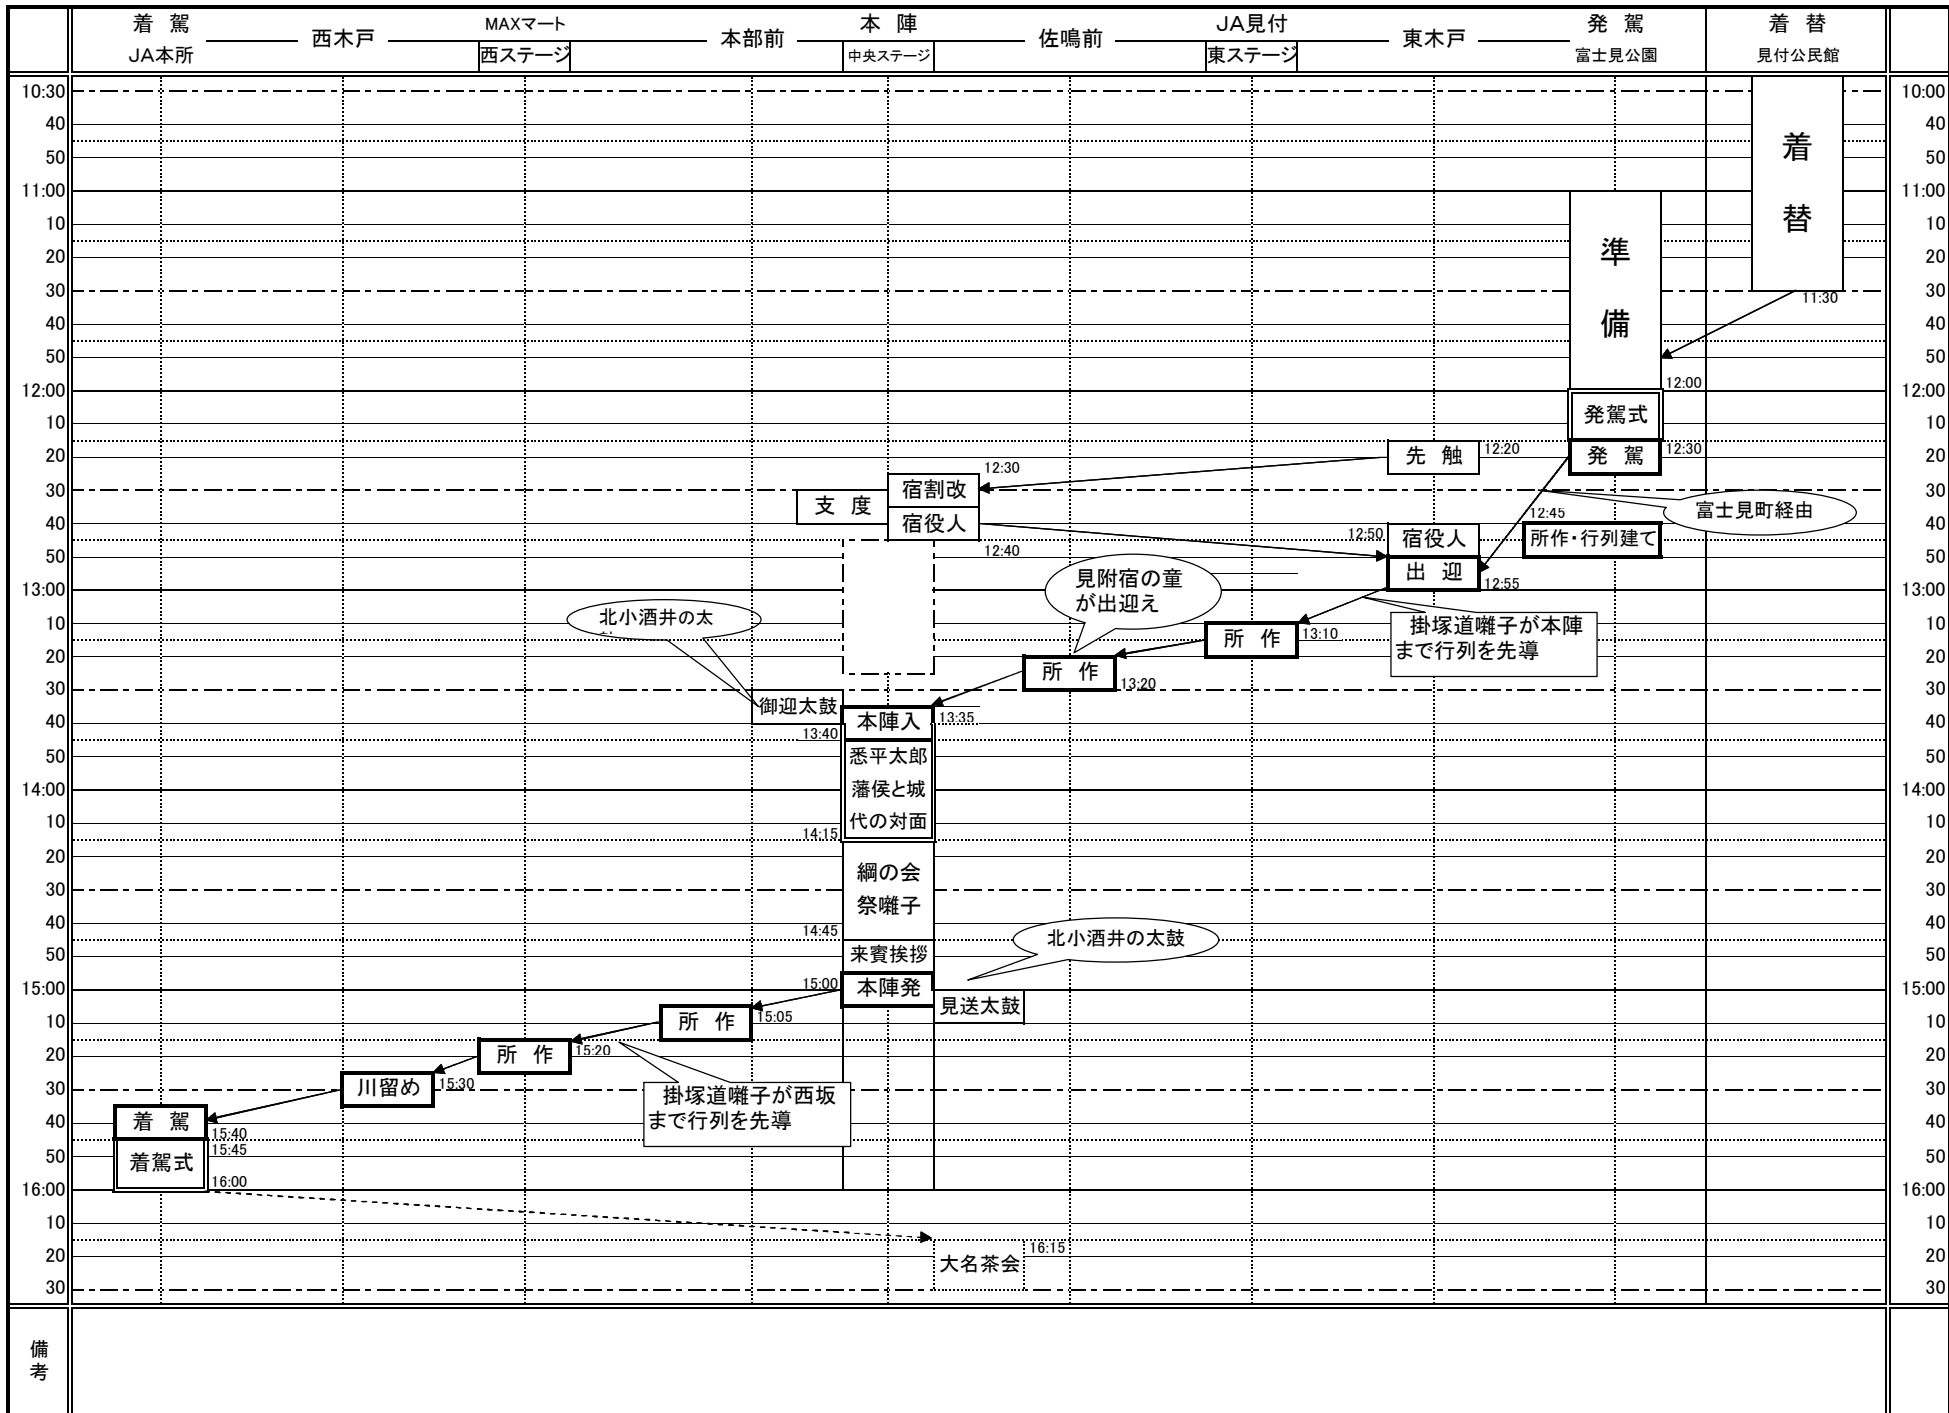 着 駕
JA本所
西木戸
MAXマート
西ステージ
本部前
本 陣
中央ステージ
佐鳴前
JA見付
東ステージ
東木戸
発 駕
富士見公園
着 替
見付公民館
10:30
10:00
40
40
50
50
11:00
11:00
10
10
20
20
30
30
40
40
50
50
12:00
12:00
10
10
20
20
30
30
40
40
50
50
13:00
13:00
10
10
20
20
30
30
40
40
50
50
14:00
14:00
10
10
20
20
30
30
40
40
50
50
15:00
15:00
10
10
20
20
30
30
40
40
50
50
16:00
16:00
10
10
20
20
30
30
着
替
11:30
準
備
12:00
発駕式
発 駕
12:30
先 触
12:20
12:30
宿割改
支 度
宿役人
12:40
富士見町経由
12:45
所作・行列建て
12:50
宿役人
出 迎
12:55
見附宿の童
が出迎え
掛塚道囃子が本陣
まで行列を先導
北小酒井の太
所 作
13:10
所 作
13:20
御迎太鼓
13:40
本陣入
13:35
悉平太郎
藩侯と城
代の対面
14:15
綱の会
祭囃子
14:45
来賓挨拶
北小酒井の太鼓
15:00
本陣発
見送太鼓
所 作
15:05
所 作
15:20
掛塚道囃子が西坂
まで行列を先導
川留め
15:30
着 駕
15:40
15:45
着駕式
16:00
大名茶会
16:15
備
考